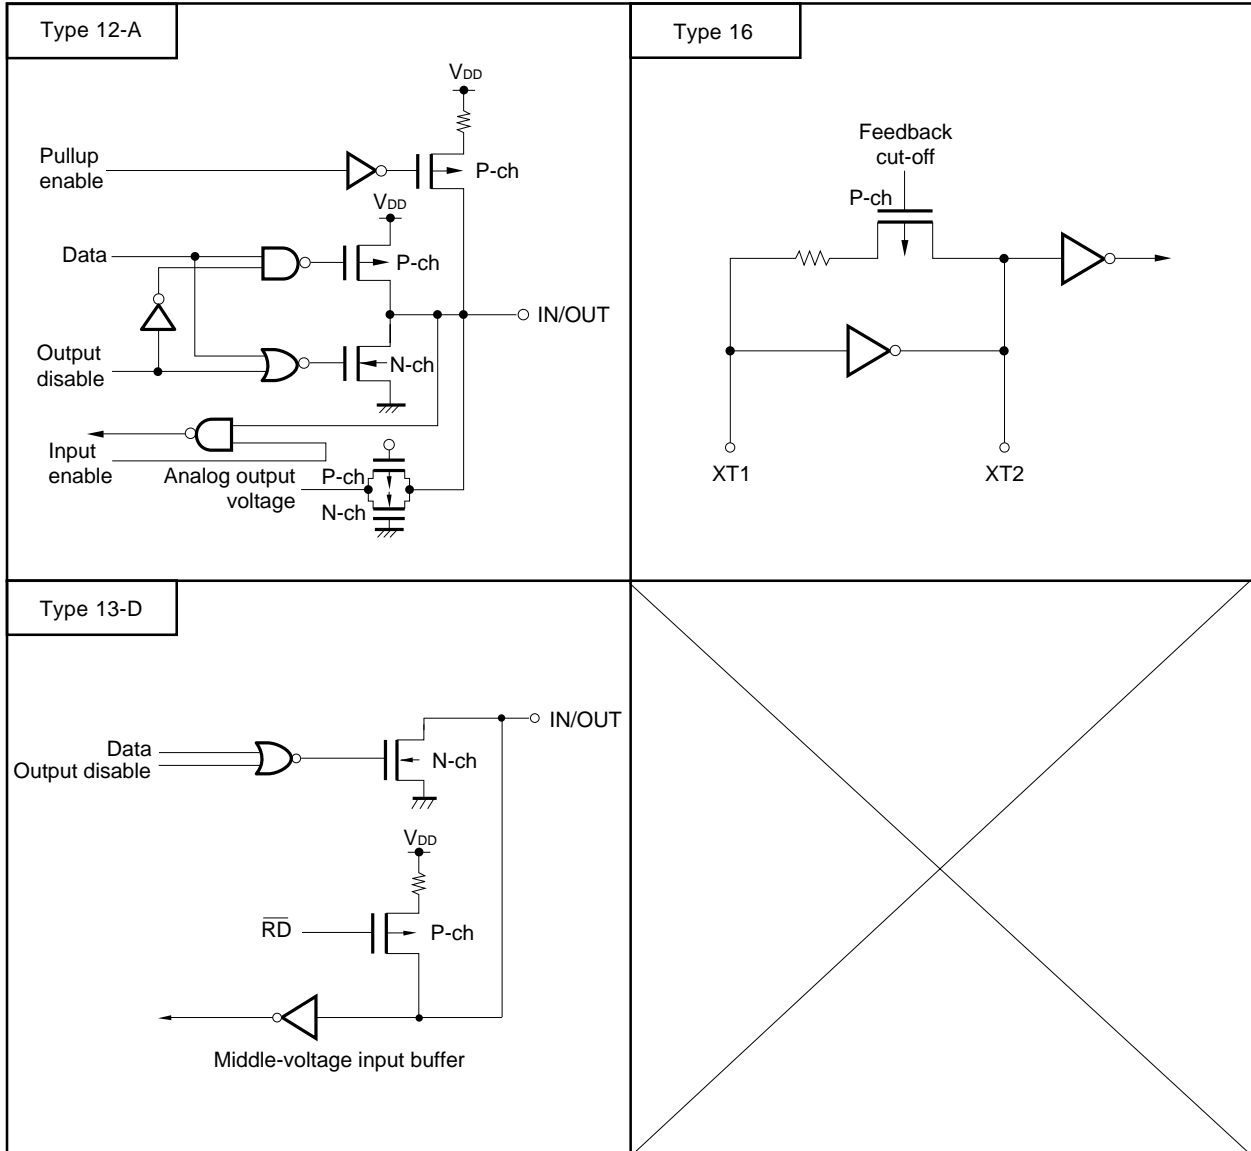 Type 12-A
VDD
Pullup
enable
P-ch
VDD
Data
P-ch
IN/OUT
Output
disable
N-ch
Input
enable
Analog output
voltage
P-ch
N-ch
Type 16
Feedback
cut-off
P-ch
XT1
XT2
Type 13-D
IN/OUT
Data
Output disable
N-ch
VDD
R̅D̅
P-ch
Middle-voltage input buffer